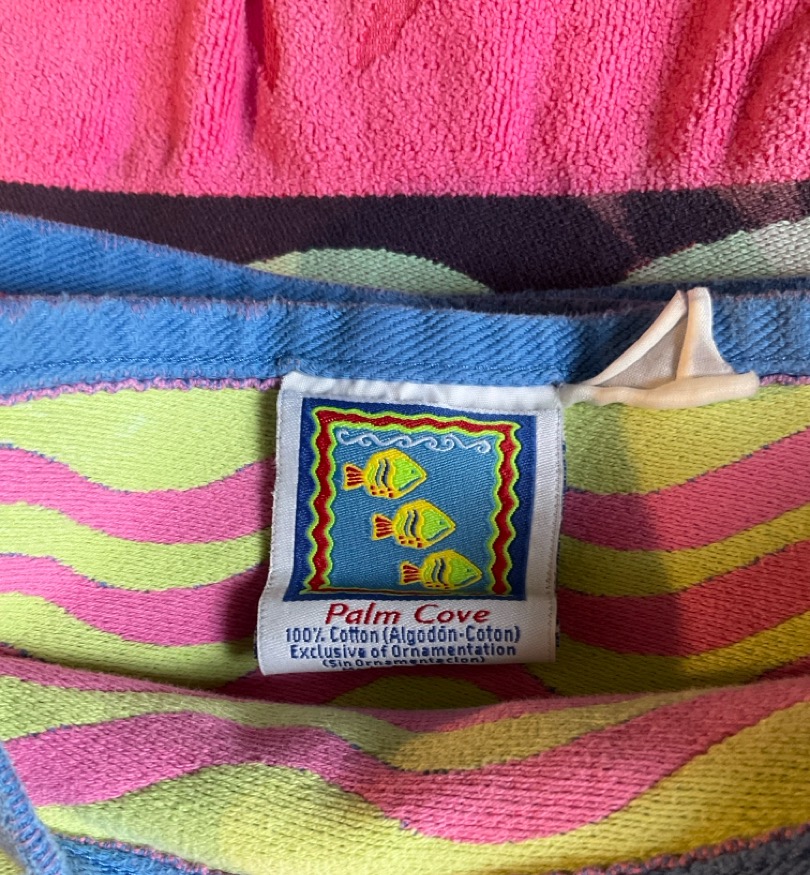 Palm Cove
100% Cotton (Algodón-Coton)
Exclusive of Ornamentation
(Sin Ornamentacion)